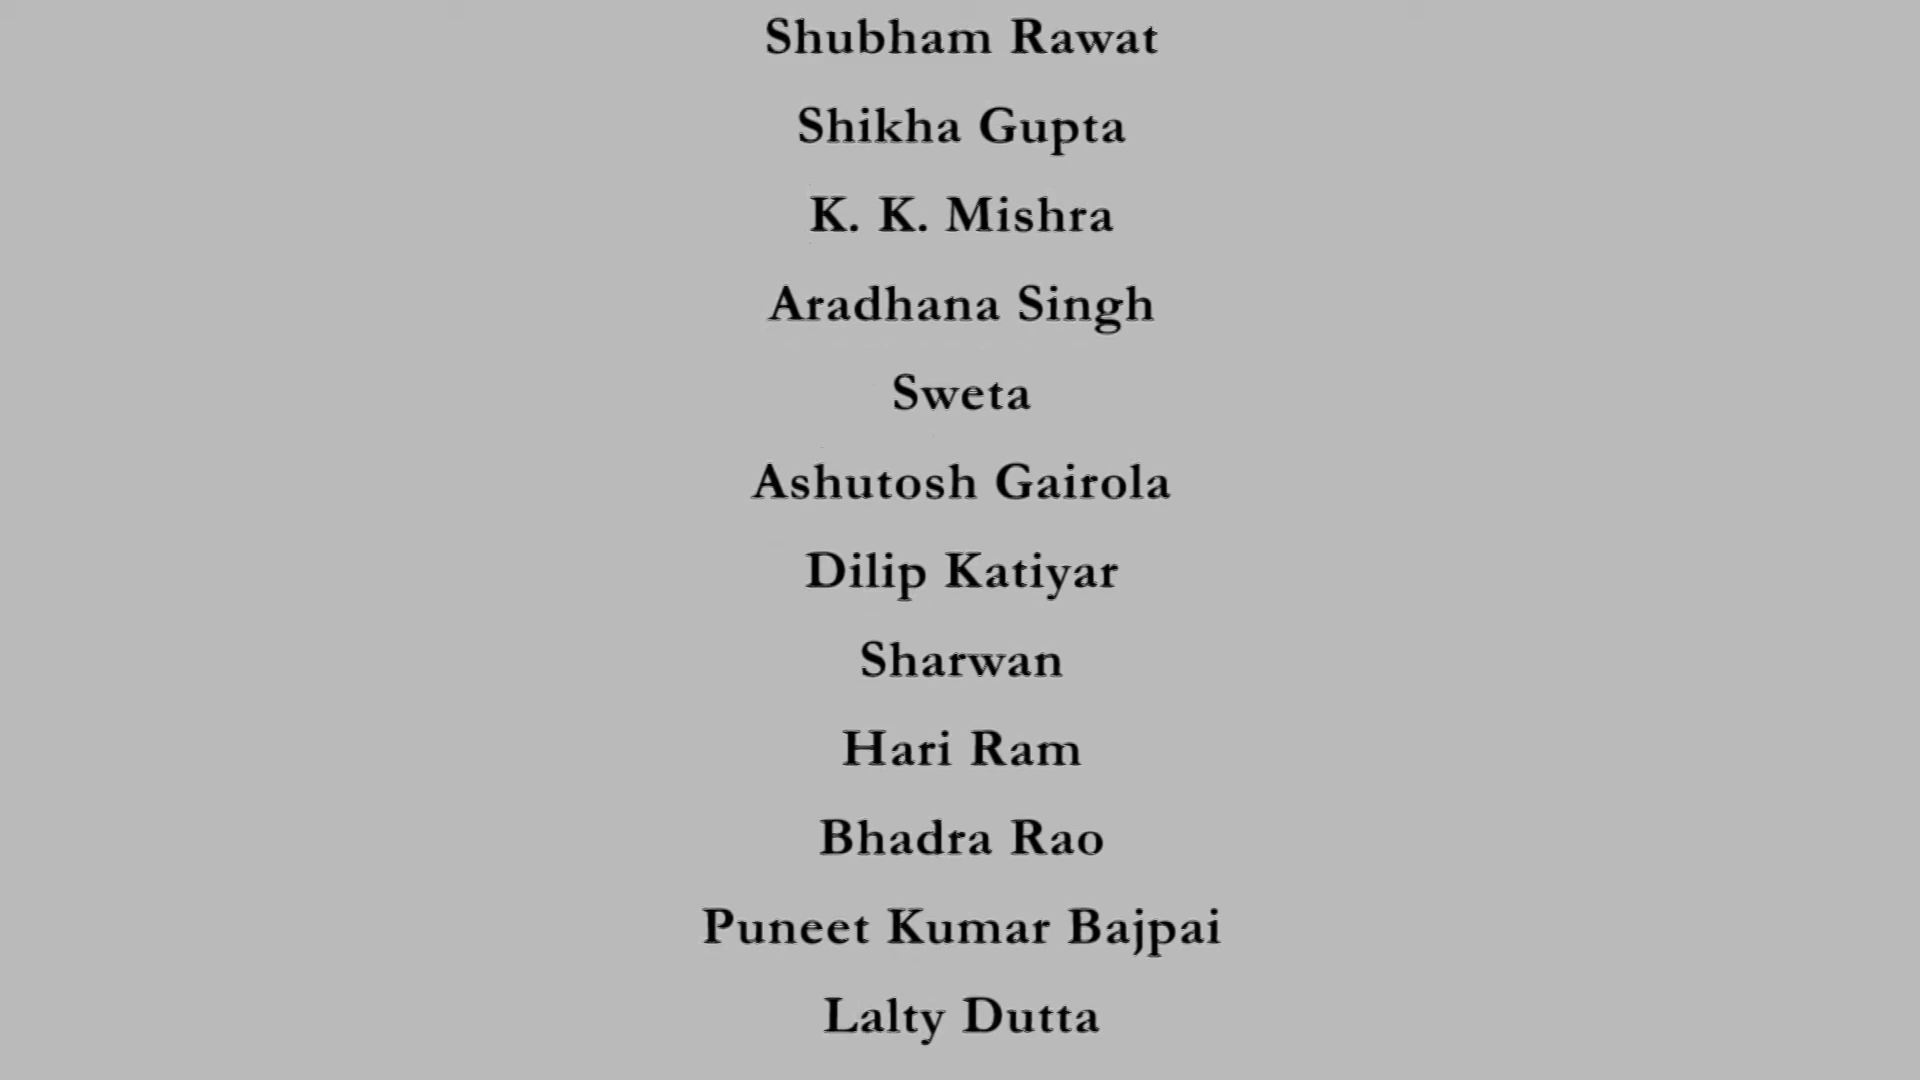 Shubham Rawat
Shikha Gupta
K. K. Mishra
Aradhana Singh
Sweta
Ashutosh Gairola
Dilip Katiyar
Sharwan
Hari Ram
Bhadra Rao
Puneet Kumar Bajpai
Lalty Dutta